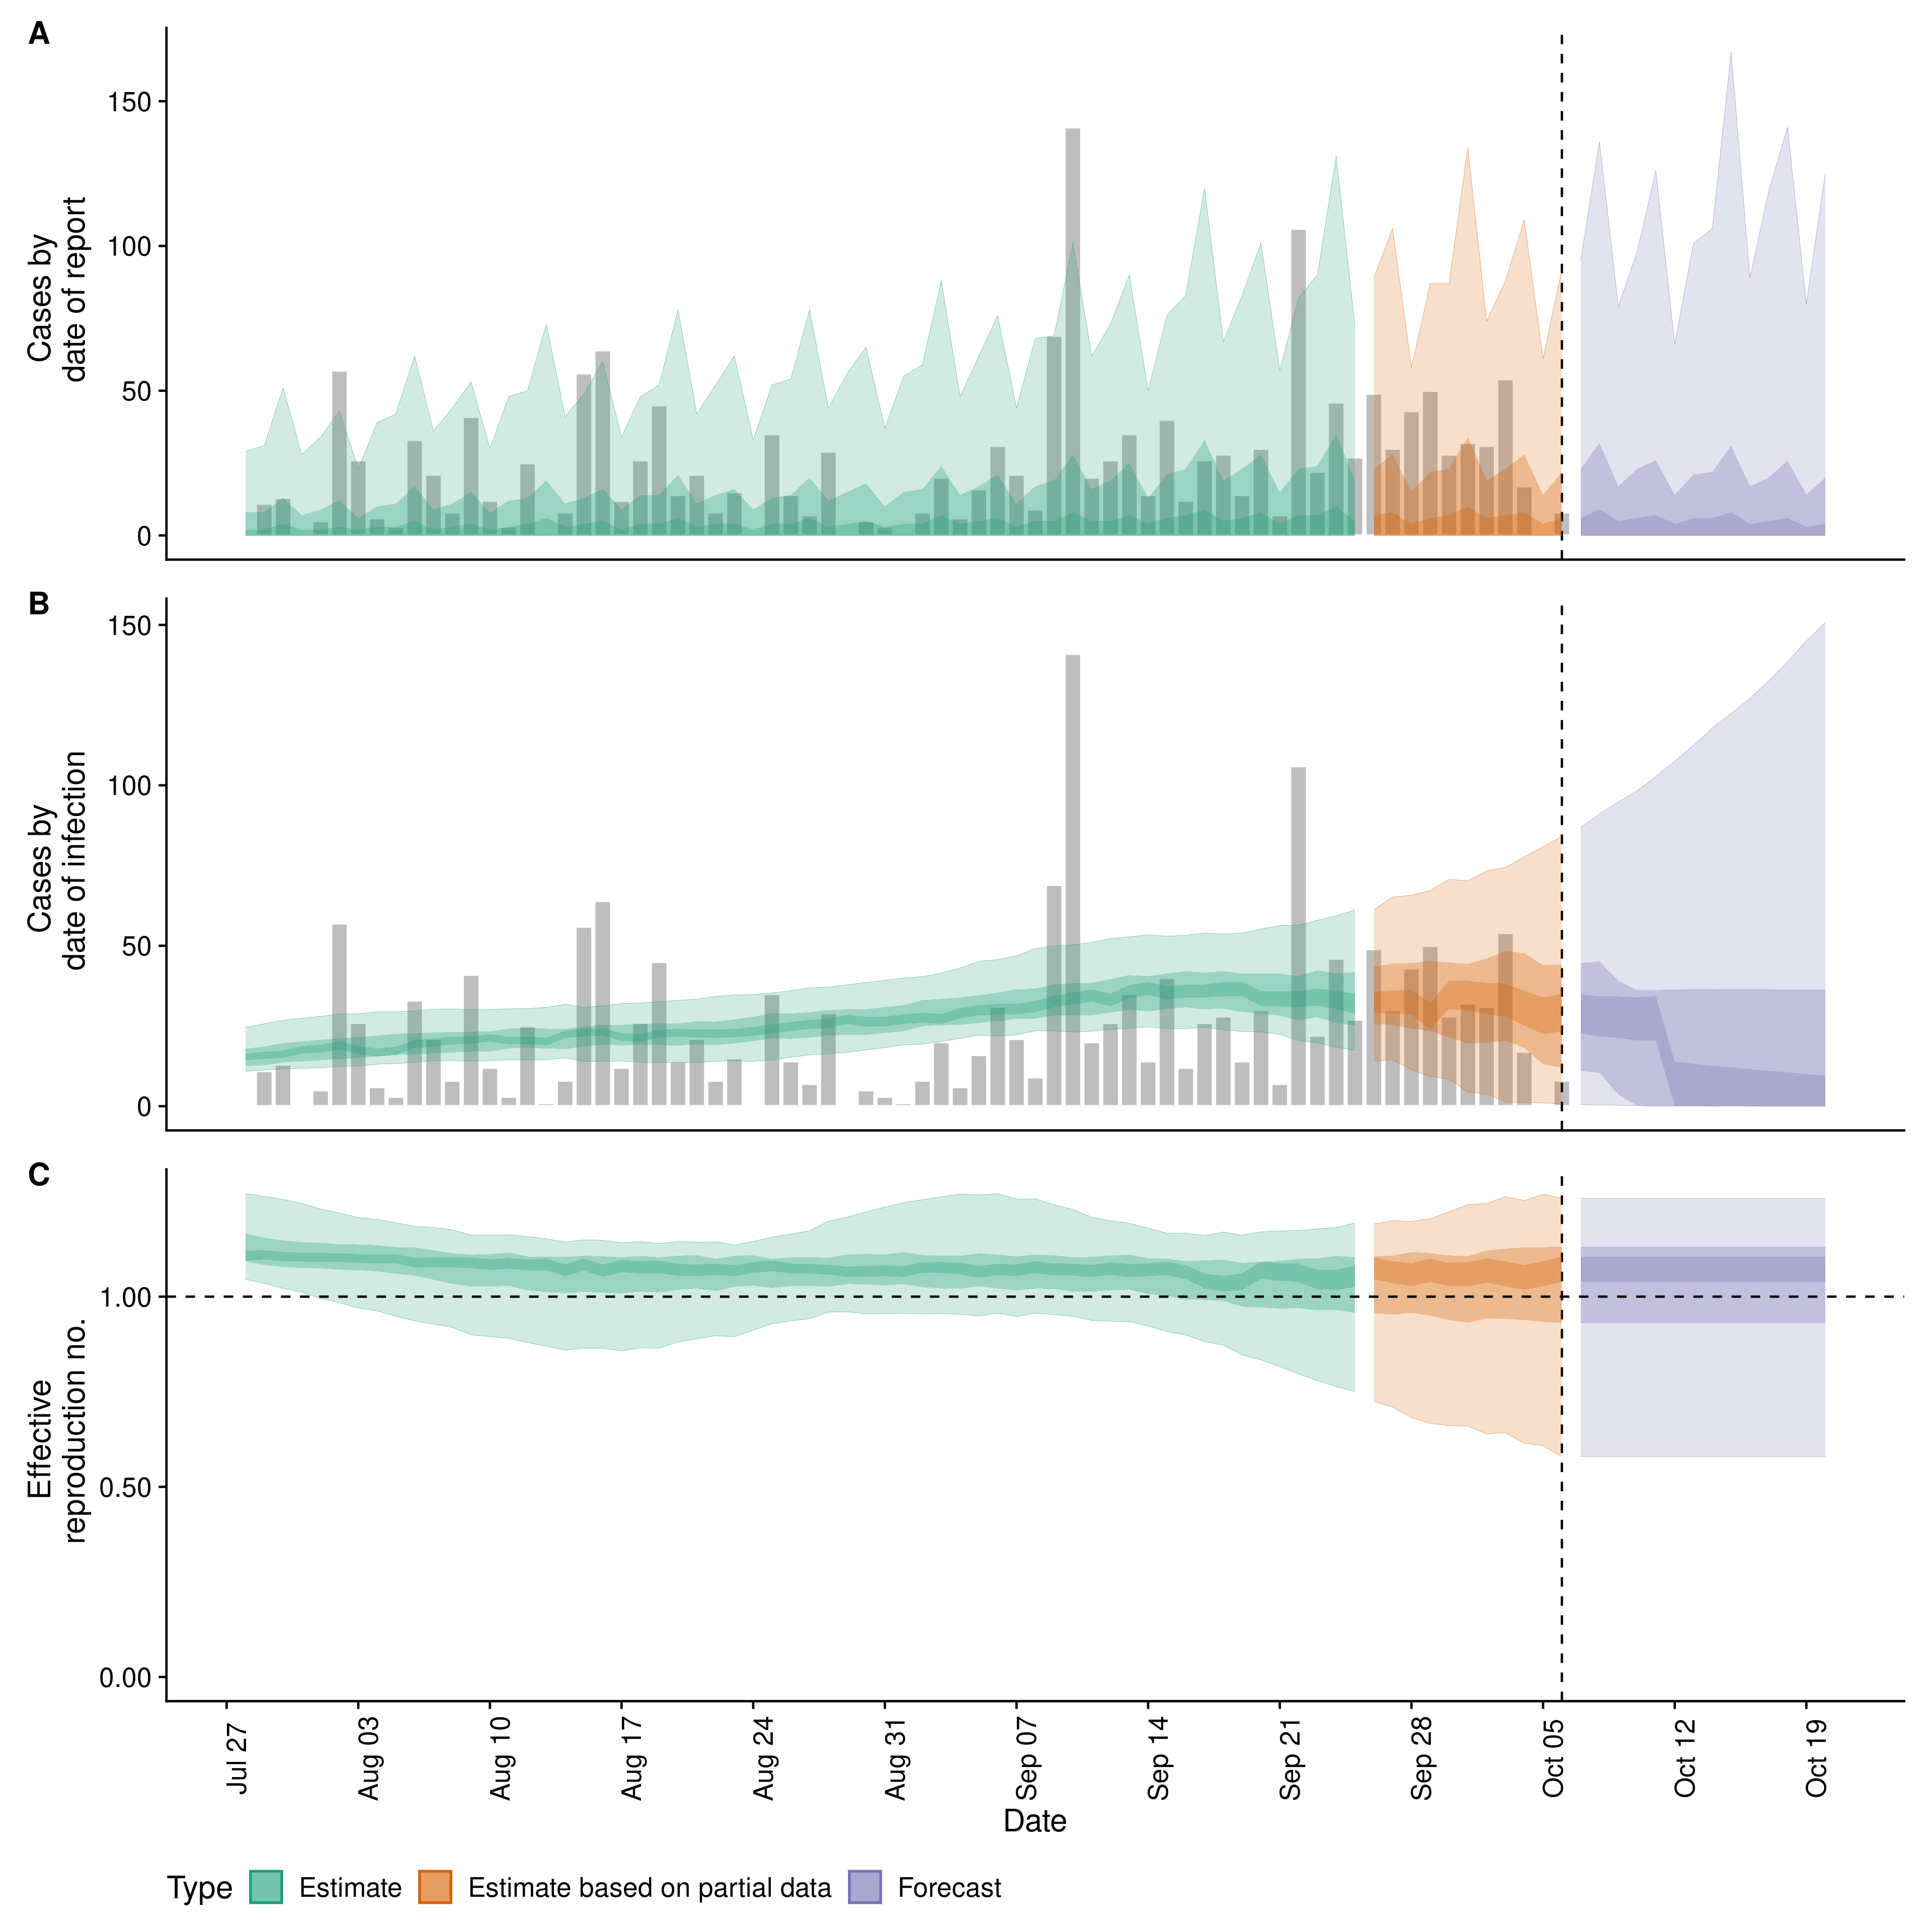 A
150
100
50
0
Cases by
date of report
B
150
100
50
0
Cases by
date of infection
C
1.00
0.50
0.00
Effective
reproduction no.
Jul 27
Aug 03
Aug 10
Aug 17
Aug 24
Aug 31
Sep 07
Sep 14
Sep 21
Sep 28
Oct 05
Oct 12
Oct 19
Date
Type Estimate Estimate based on partial data Forecast